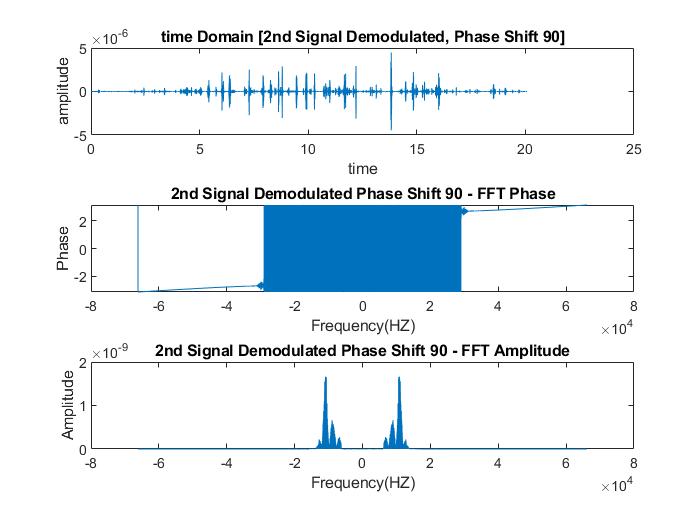 ×10^-6
time Domain [2nd Signal Demodulated, Phase Shift 90]
5
0
-5
amplitude
0 5 10 15 20 25
time
2nd Signal Demodulated Phase Shift 90 - FFT Phase
2
0
-2
Phase
-8 -6 -4 -2 0 2 4 6 8
Frequency(HZ)
×10^4
×10^-9
2nd Signal Demodulated Phase Shift 90 - FFT Amplitude
2
1
0
Amplitude
-8 -6 -4 -2 0 2 4 6 8
Frequency(HZ)
×10^4